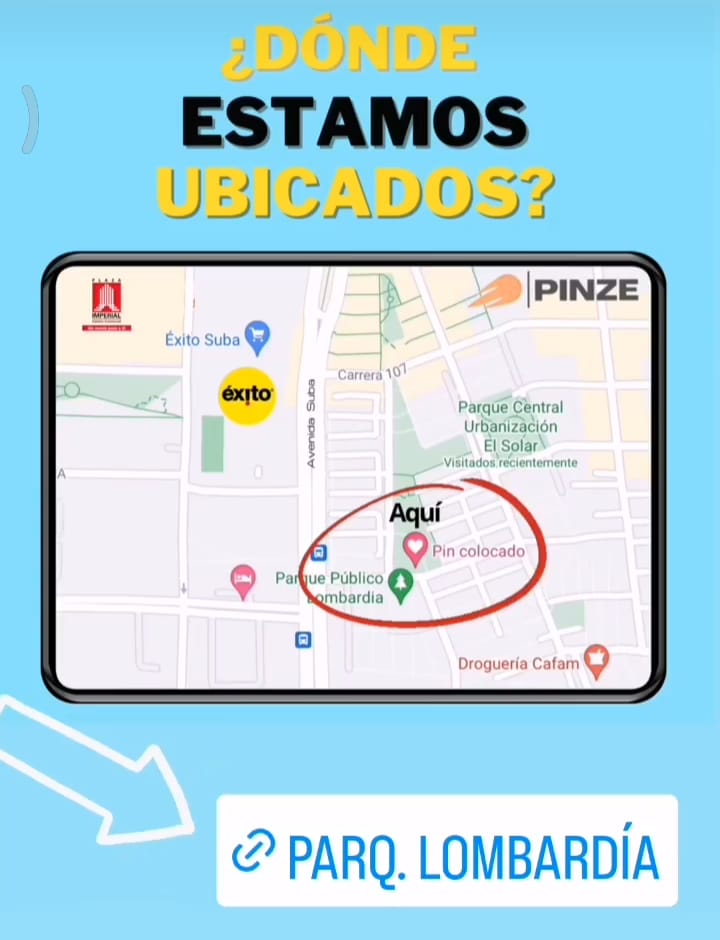 ¿DÓNDE
ESTAMOS
UBICADOS?
PLAZA
IMPERIAL
PINZE
Éxito Suba
éxito
Carrera 107
Avenida Suba
Parque Central
Urbanización
El Solar
Visitados recientemente
A
Aquí
Pin colocado
Parque Público
Lombardia
Droguería Cafam
PARQ. LOMBARDÍA